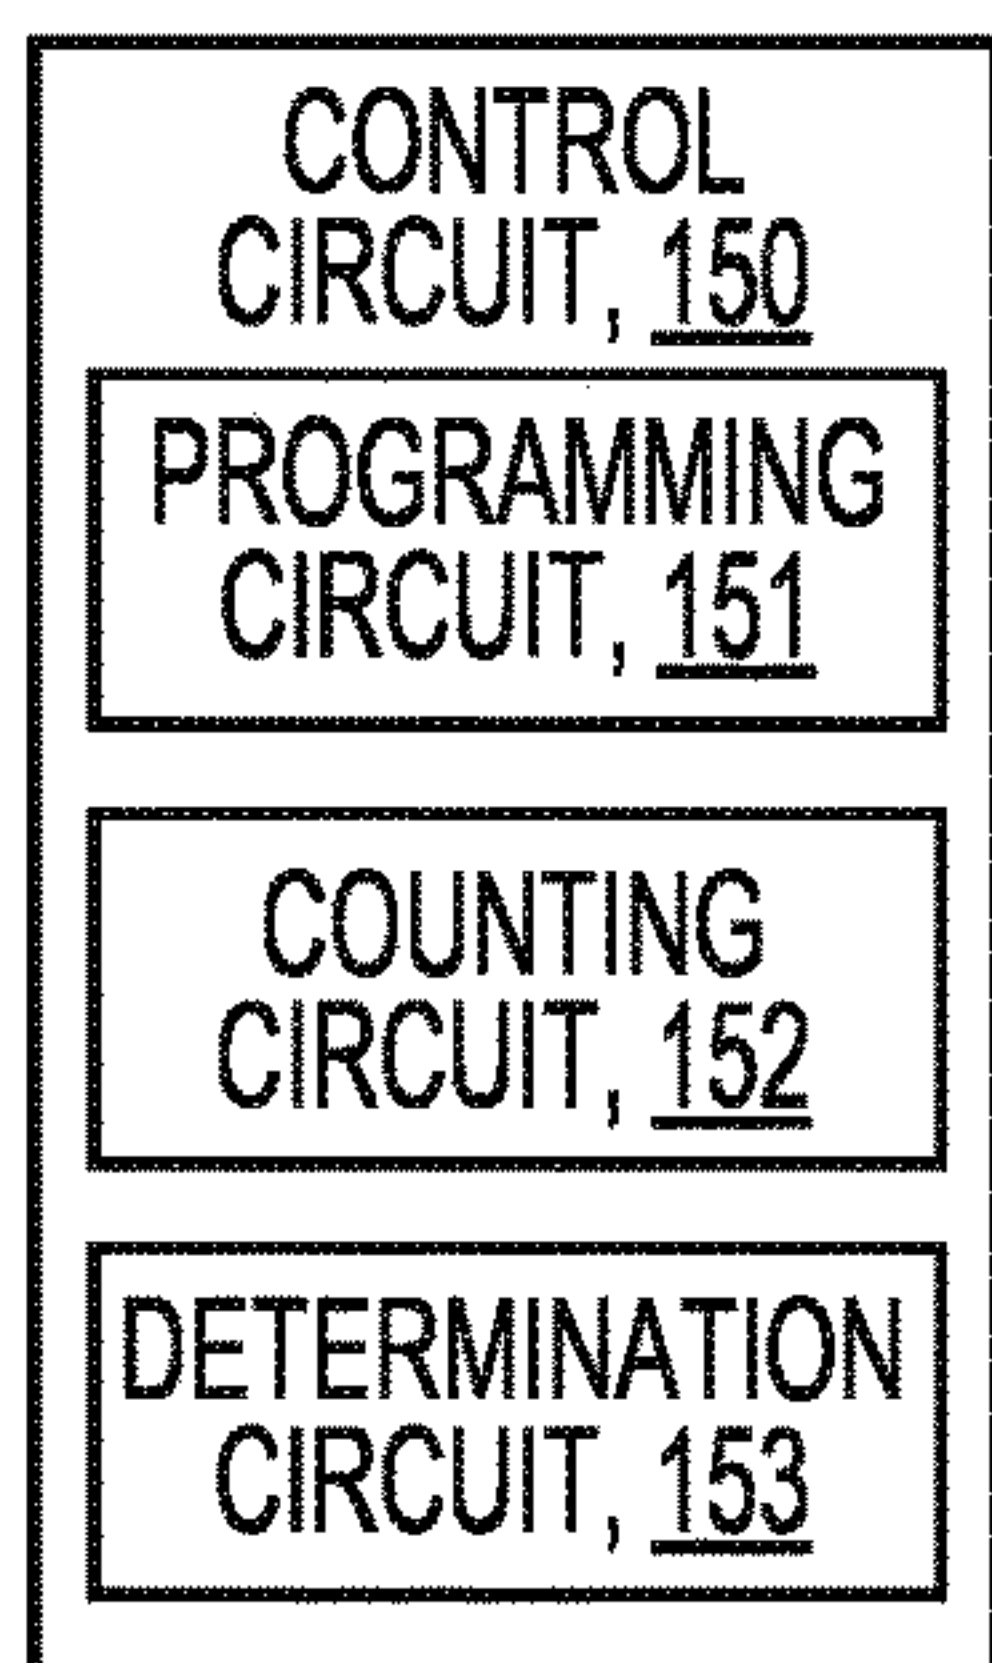 CONTROL
CIRCUIT, 150
PROGRAMMING
CIRCUIT, 151
COUNTING
CIRCUIT, 152
DETERMINATION
CIRCUIT, 153